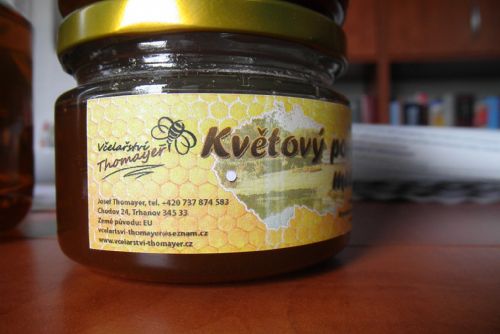 Včelařství
Thomayer
Květový
Josef Thomayer, tel. +420 737 874 583
Chodov 24, Trhanov 345 33
Země původu: EU
vcelartsvi-thomayer@seznam.cz
www.vcelarstvi-thomayer.cz